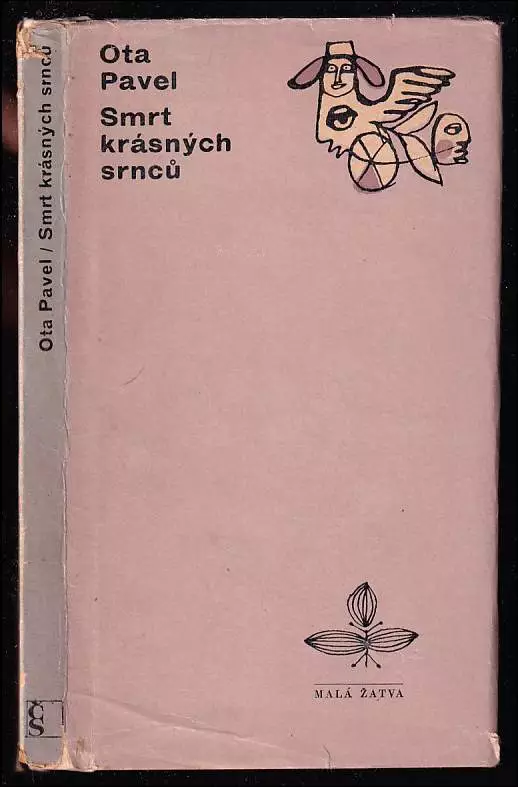 Ota
Pavel
Smrt
krásných
srnců
Ota Pavel / Smrt krásných srnců
MALÁ ŽATVA
ČS